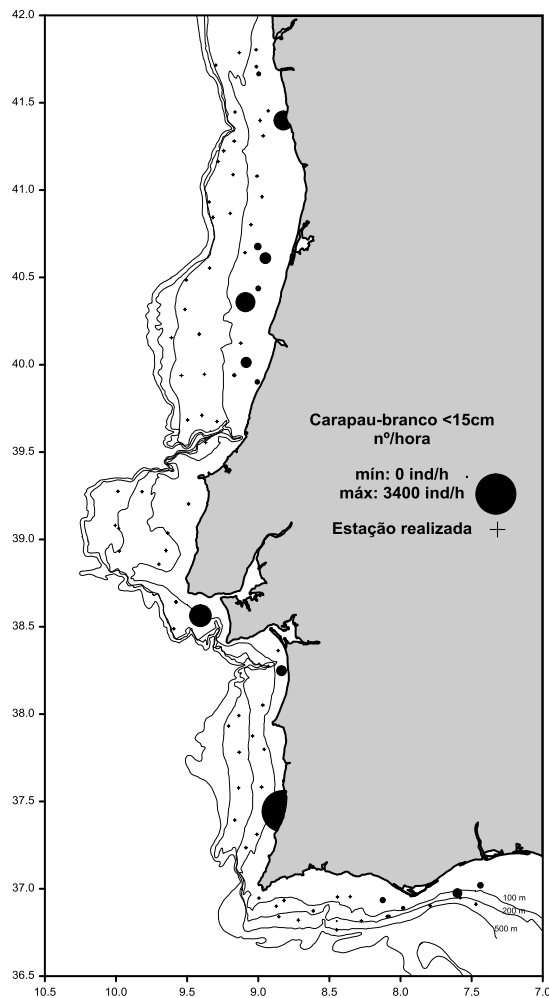 42.0
41.5
41.0
40.5
40.0
39.5
39.0
38.5
38.0
37.5
37.0
36.5
Carapau-branco <15cm
nº/hora
mín: 0 ind/h
máx: 3400 ind/h
Estação realizada
100 m
200 m
500 m
10.5 10.0 9.5 9.0 8.5 8.0 7.5 7.0